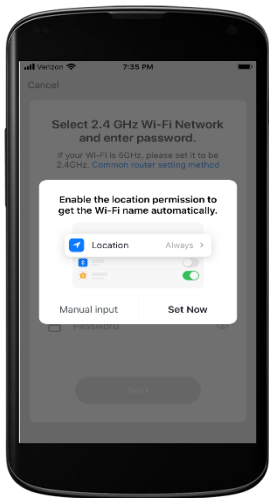 Verizon 7:35 PM
Cancel
Select 2.4 GHz Wi-Fi Network
and enter password.
If your Wi-Fi is 5GHz, please set it to be
2.4GHz. Common router setting method
Enable the location permission to
get the Wi-Fi name automatically.
Location Always >
Manual input Set Now
Password
Next